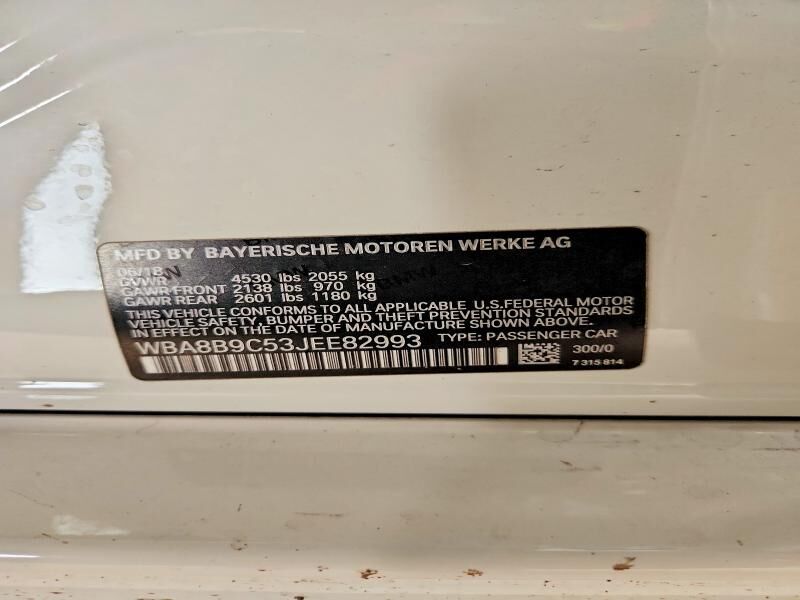 MFD BY BAYERISCHE MOTOREN WERKE AG
06/18
GVWR 4530 lbs 2055 kg
GAWR FRONT 2138 lbs 970 kg
GAWR REAR 2601 lbs 1180 kg
THIS VEHICLE CONFORMS TO ALL APPLICABLE U.S.FEDERAL MOTOR
VEHICLE SAFETY, BUMPER AND THEFT PREVENTION STANDARDS
IN EFFECT ON THE DATE OF MANUFACTURE SHOWN ABOVE.
WBA8B9C53JEE82993 TYPE: PASSENGER CAR
300/0
7 315 814